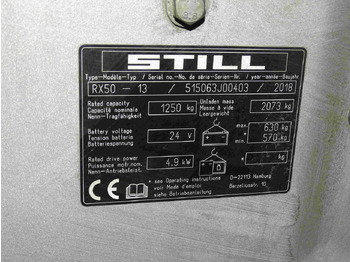 STILL
Type-Modèle-Typ / Serial no.-No. de série-Serien-Nr. / year-année-Baujahr
RX50 - 13 / 515063J00403 / 2018
Rated capacity
Capacité nominale
Nenn-Tragfähigkeit
1250 kg
Unladen mass
Masse à vide
Leergewicht
2073 kg
Battery voltage
Tension batterie
Batteriespannung
24 V
max 630 kg
min 570 kg
Rated drive power
Puissance mot.nom.
Nenn-Antriebsleist.
4.9 kW
* kg
* see Operating instructions
voir Mode d'emploi
siehe Betriebsanleitung
D-22113 Hamburg
Berzeliusstr. 10
CE